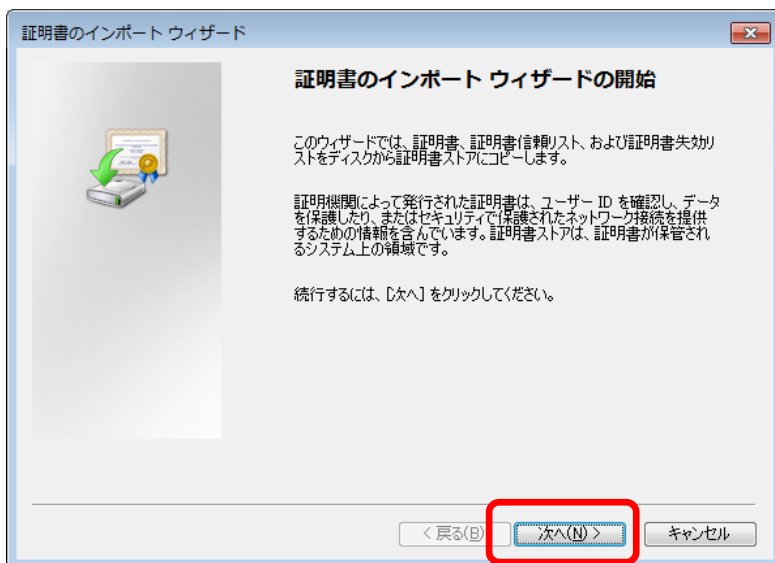 証明書のインポート ウィザード
証明書のインポート ウィザードの開始
このウィザードでは、証明書、証明書信頼リスト、および証明書失効リ
ストをディスクから証明書ストアにコピーします。
証明機関によって発行された証明書は、ユーザー ID を確認し、データ
を保護したり、またはセキュリティで保護されたネットワーク接続を提供
するための情報を含んでいます。証明書ストアは、証明書が保管され
るシステム上の領域です。
続行するには、[次へ] をクリックしてください。
< 戻る(B)
次へ(N) >
キャンセル